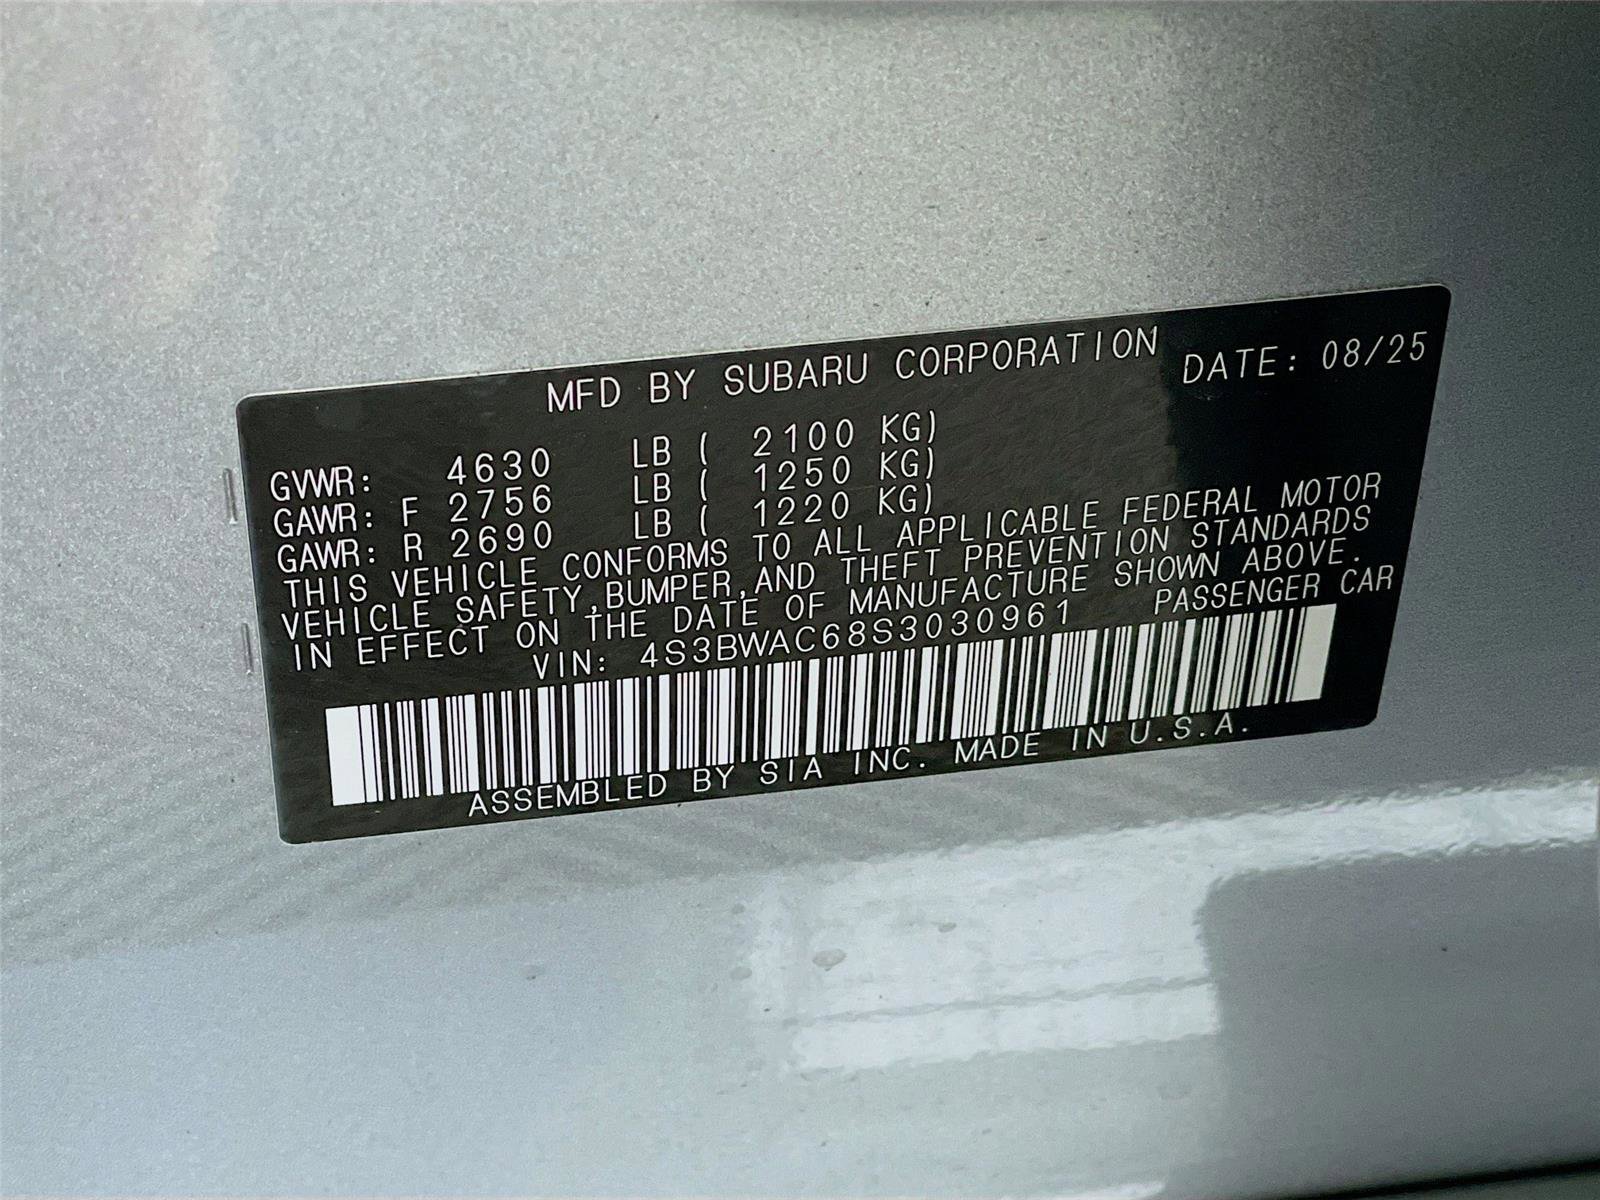 MFD BY SUBARU CORPORATION DATE: 08/25
GVWR: 4630 LB ( 2100 KG)
GAWR: F 2756 LB ( 1250 KG)
GAWR: R 2690 LB ( 1220 KG)
THIS VEHICLE CONFORMS TO ALL APPLICABLE FEDERAL MOTOR
VEHICLE SAFETY,BUMPER,AND THEFT PREVENTION STANDARDS
IN EFFECT ON THE DATE OF MANUFACTURE SHOWN ABOVE.
VIN: 4S3BWAC68S3030961 PASSENGER CAR
ASSEMBLED BY SIA INC. MADE IN U.S.A.